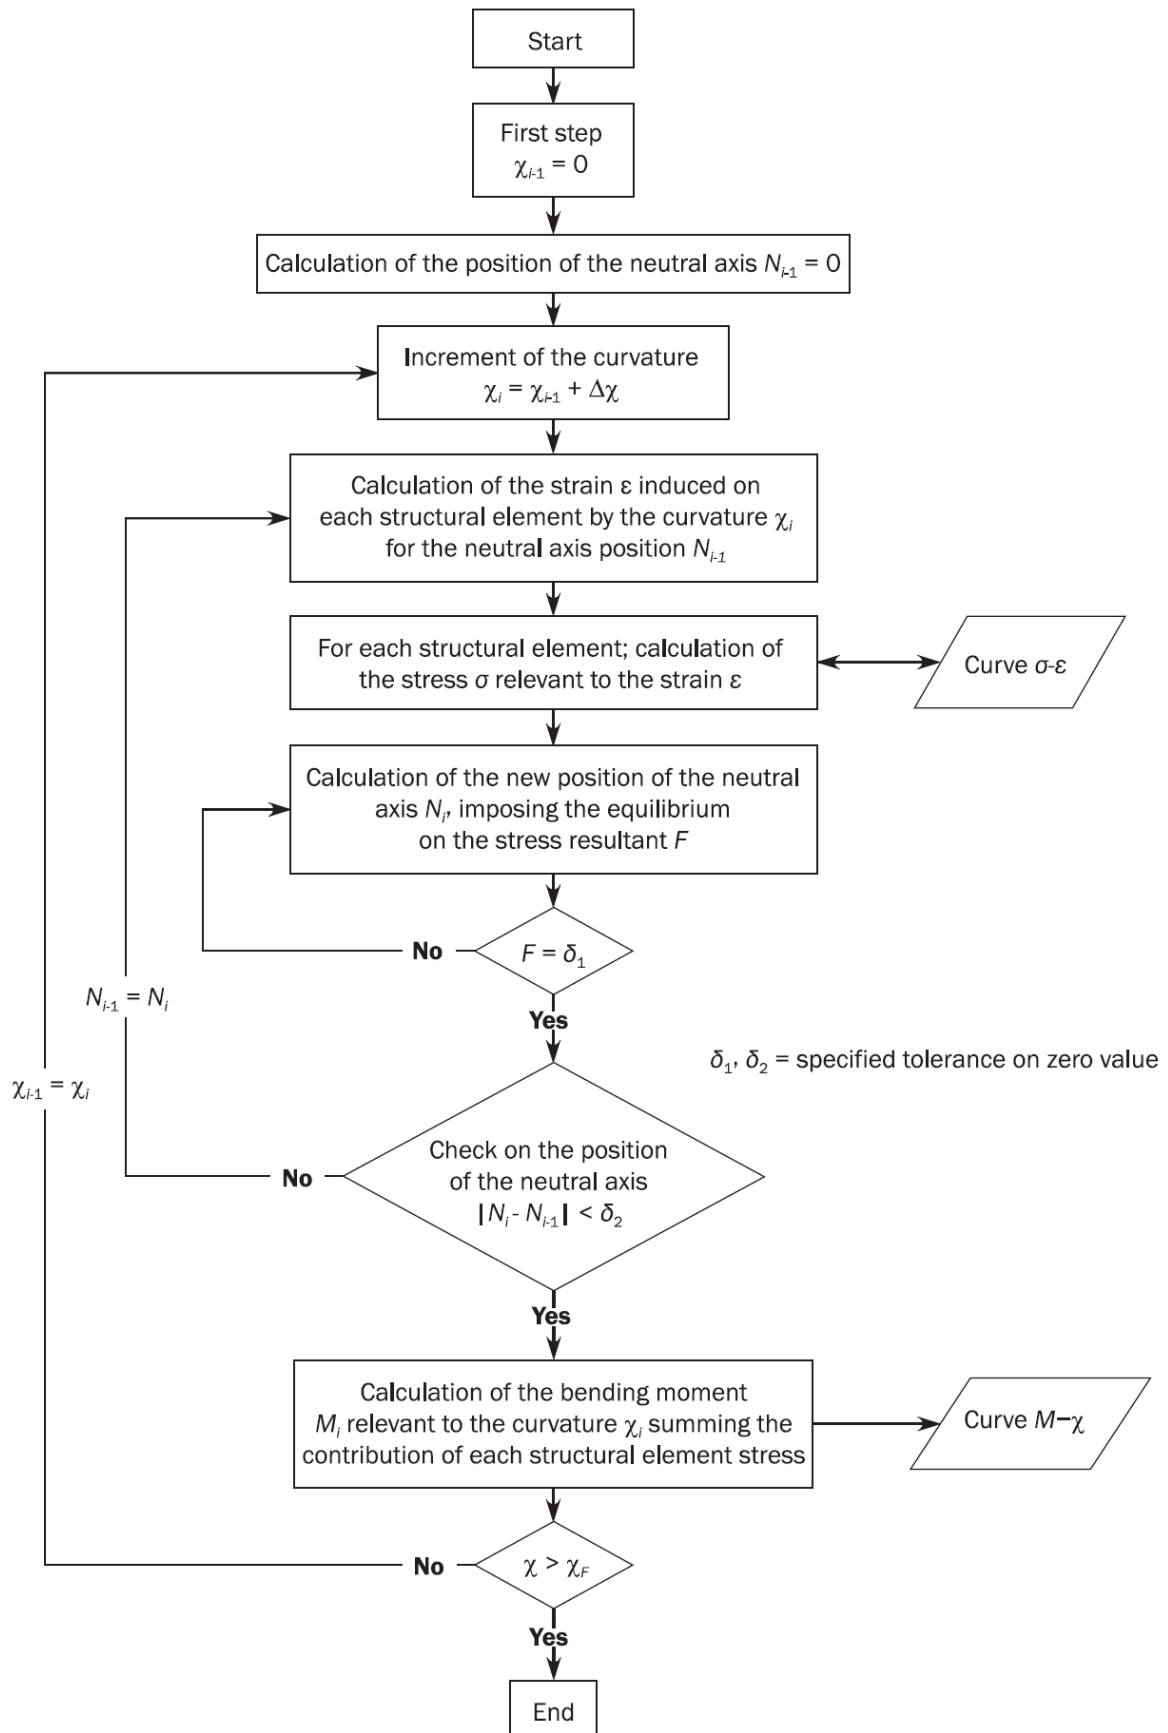 Start
First step
χi-1 = 0
Calculation of the position of the neutral axis Ni-1 = 0
Increment of the curvature
χi = χi-1 + Δχ
Calculation of the strain ε induced on
each structural element by the curvature χi
for the neutral axis position Ni-1
For each structural element; calculation of
the stress σ relevant to the strain ε
Curve σ-ε
Calculation of the new position of the neutral
axis Ni, imposing the equilibrium
on the stress resultant F
No
F = δ1
Ni-1 = Ni
Yes
δ1, δ2 = specified tolerance on zero value
χi-1 = χi
No
Check on the position
of the neutral axis
|Ni - Ni-1| < δ2
Yes
Calculation of the bending moment
Mi relevant to the curvature χi summing the
contribution of each structural element stress
Curve M–χ
No
χ > χF
Yes
End